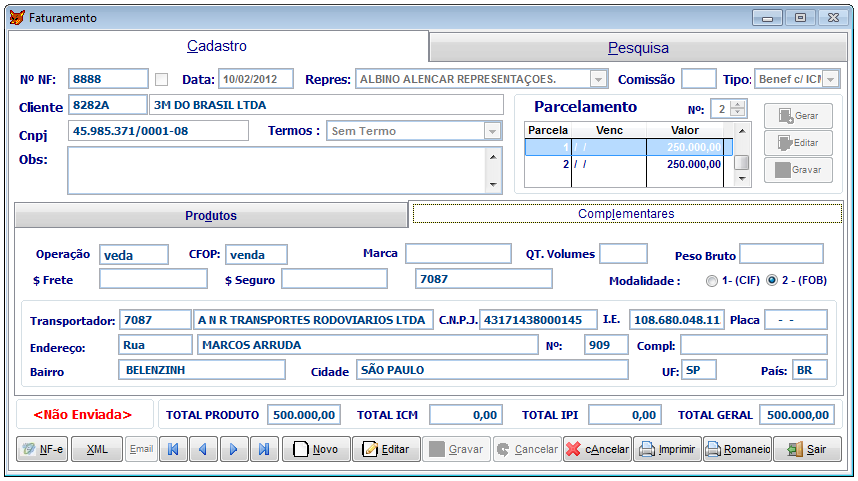 Faturamento
Cadastro Pesquisa
Nº NF: 8888 Data: 10/02/2012 Repres: ALBINO ALENCAR REPRESENTAÇOES. Comissão Tipo: Benef c/ ICM
Cliente 8282A 3M DO BRASIL LTDA
Cnpj 45.985.371/0001-08 Termos : Sem Termo
Obs:
Parcelamento Nº: 2
Parcela Venc Valor
1 / / 250.000,00
2 / / 250.000,00
Gerar
Editar
Gravar
Produtos Complementares
Operação veda CFOP: venda Marca QT. Volumes Peso Bruto
$ Frete $ Seguro 7087 Modalidade : 1- (CIF) 2 - (FOB)
Transportador: 7087 A N R TRANSPORTES RODOVIARIOS LTDA C.N.P.J. 43171438000145 I.E. 108.680.048.11 Placa - -
Endereço: Rua MARCOS ARRUDA Nº: 909 Compl:
Bairro BELENZINH Cidade SÃO PAULO UF: SP País: BR
<Não Enviada> TOTAL PRODUTO 500.000,00 TOTAL ICM 0,00 TOTAL IPI 0,00 TOTAL GERAL 500.000,00
NF-e XML Email Novo Editar Gravar Cancelar cAncelar Imprimir Romaneio Sair